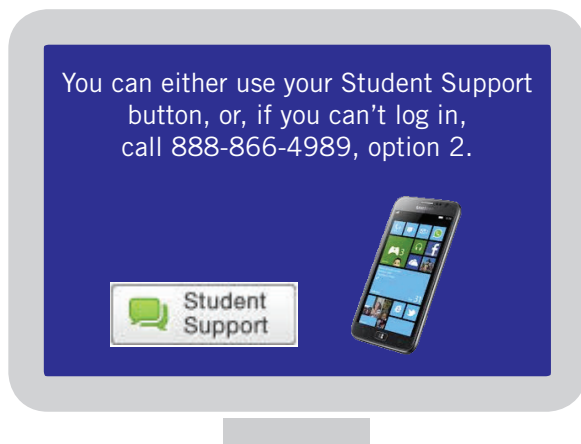 You can either use your Student Support
button, or, if you can’t log in,
call 888-866-4989, option 2.
Student
Support